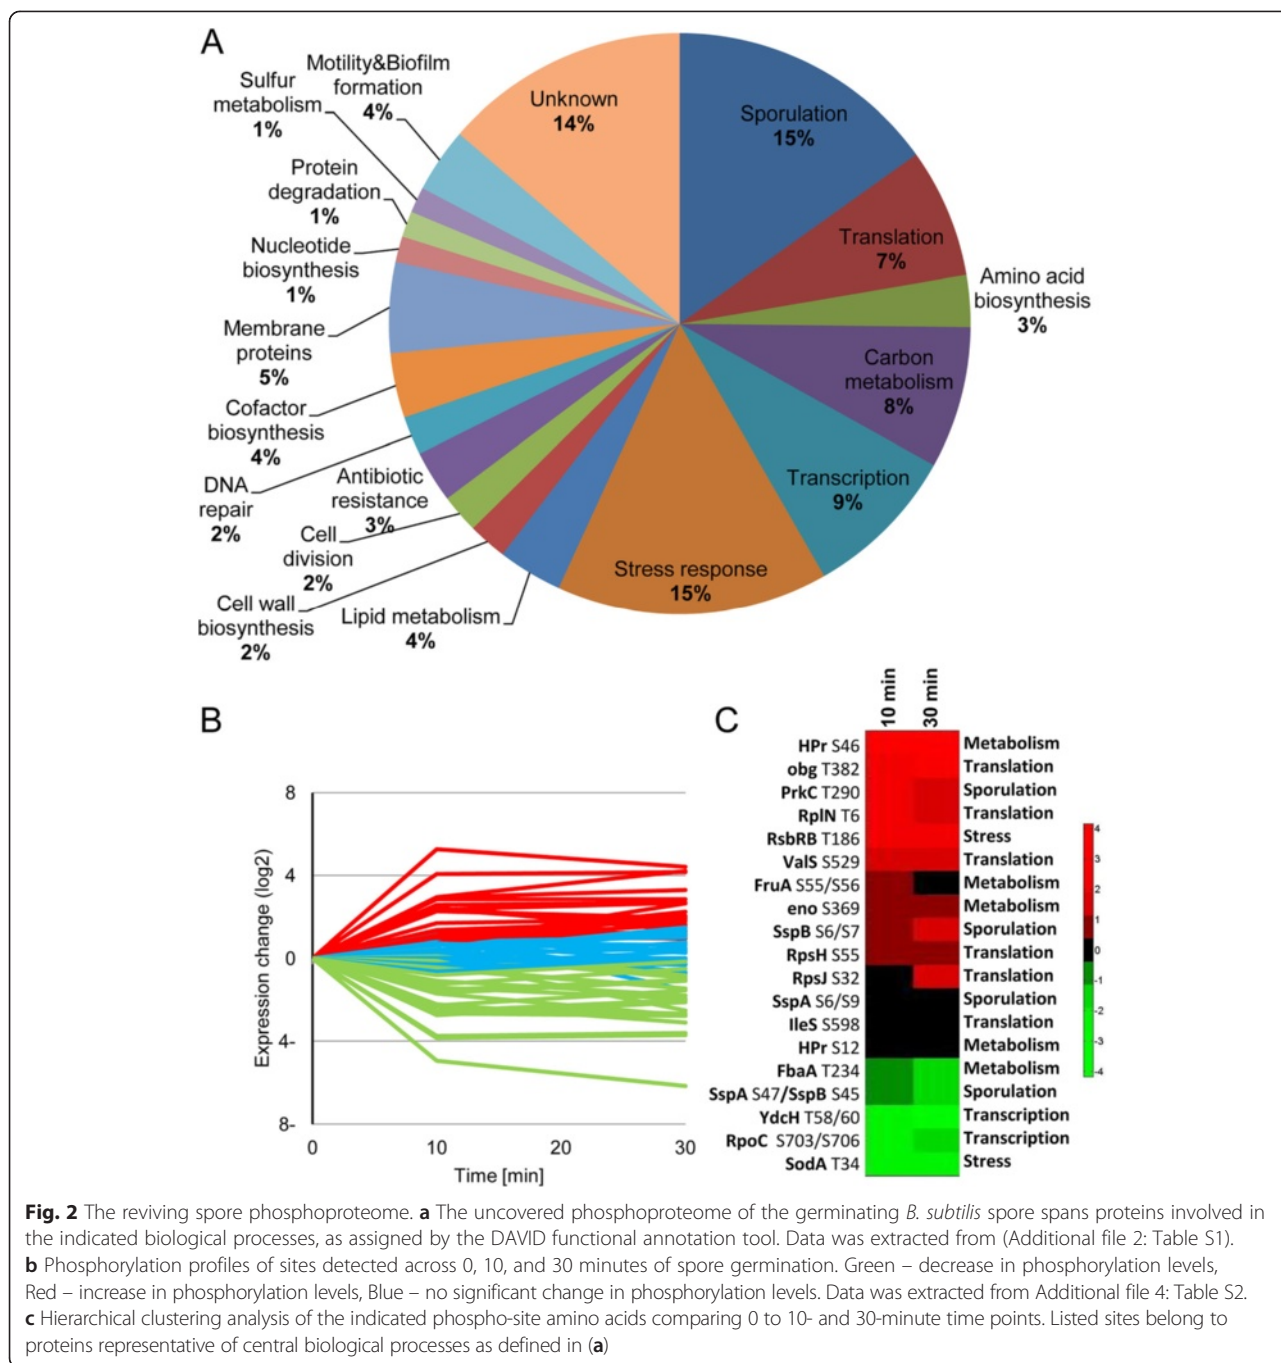 A
Motility&Biofilm
formation
4%
Sulfur
metabolism
1%
Protein
degradation
1%
Nucleotide
biosynthesis
1%
Membrane
proteins
5%
Cofactor
biosynthesis
4%
DNA
repair
2%
Antibiotic
resistance
3%
Cell
division
2%
Cell wall
biosynthesis
2%
Lipid metabolism
4%
Unknown
14%
Sporulation
15%
Translation
7%
Amino acid
biosynthesis
3%
Carbon
metabolism
8%
Transcription
9%
Stress response
15%
B
Expression change (log2)
8
4
0
4-
8-
0 10 20 30
Time [min]
C
10 min 30 min
HPr S46 Metabolism
obg T382 Translation
PrkC T290 Sporulation
RplN T6 Translation
RsbRB T186 Stress
ValS S529 Translation
FruA S55/S56 Metabolism
eno S369 Metabolism
SspB S6/S7 Sporulation
RpsH S55 Translation
RpsJ S32 Translation
SspA S6/S9 Sporulation
IleS S598 Translation
HPr S12 Metabolism
FbaA T234 Metabolism
SspA S47/SspB S45 Sporulation
YdcH T58/60 Transcription
RpoC S703/S706 Transcription
SodA T34 Stress
4
3
2
1
0
-1
-2
-3
-4
Fig. 2 The reviving spore phosphoproteome. a The uncovered phosphoproteome of the germinating B. subtilis spore spans proteins involved in
the indicated biological processes, as assigned by the DAVID functional annotation tool. Data was extracted from (Additional file 2: Table S1).
b Phosphorylation profiles of sites detected across 0, 10, and 30 minutes of spore germination. Green – decrease in phosphorylation levels,
Red – increase in phosphorylation levels, Blue – no significant change in phosphorylation levels. Data was extracted from Additional file 4: Table S2.
c Hierarchical clustering analysis of the indicated phospho-site amino acids comparing 0 to 10- and 30-minute time points. Listed sites belong to
proteins representative of central biological processes as defined in (a)